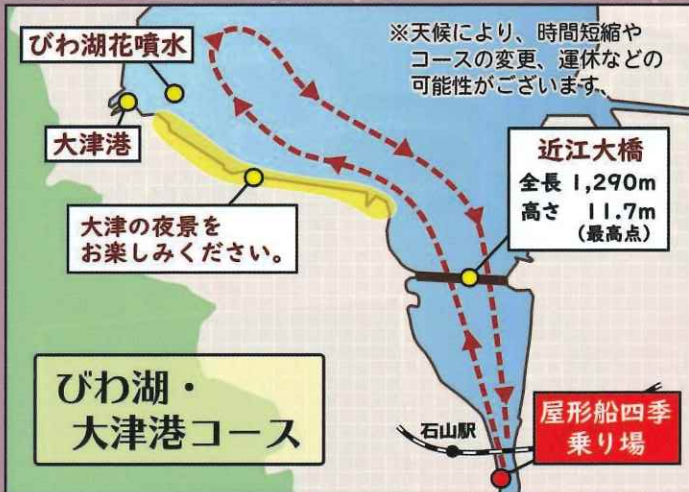 びわ湖花噴水
※天候により、時間短縮や
コースの変更、運休などの
可能性がございます。
大津港
近江大橋
全長 1,290m
高さ 11.7m
(最高点)
大津の夜景を
お楽しみください。
びわ湖・
大津港コース
石山駅
屋形船四季
乗り場